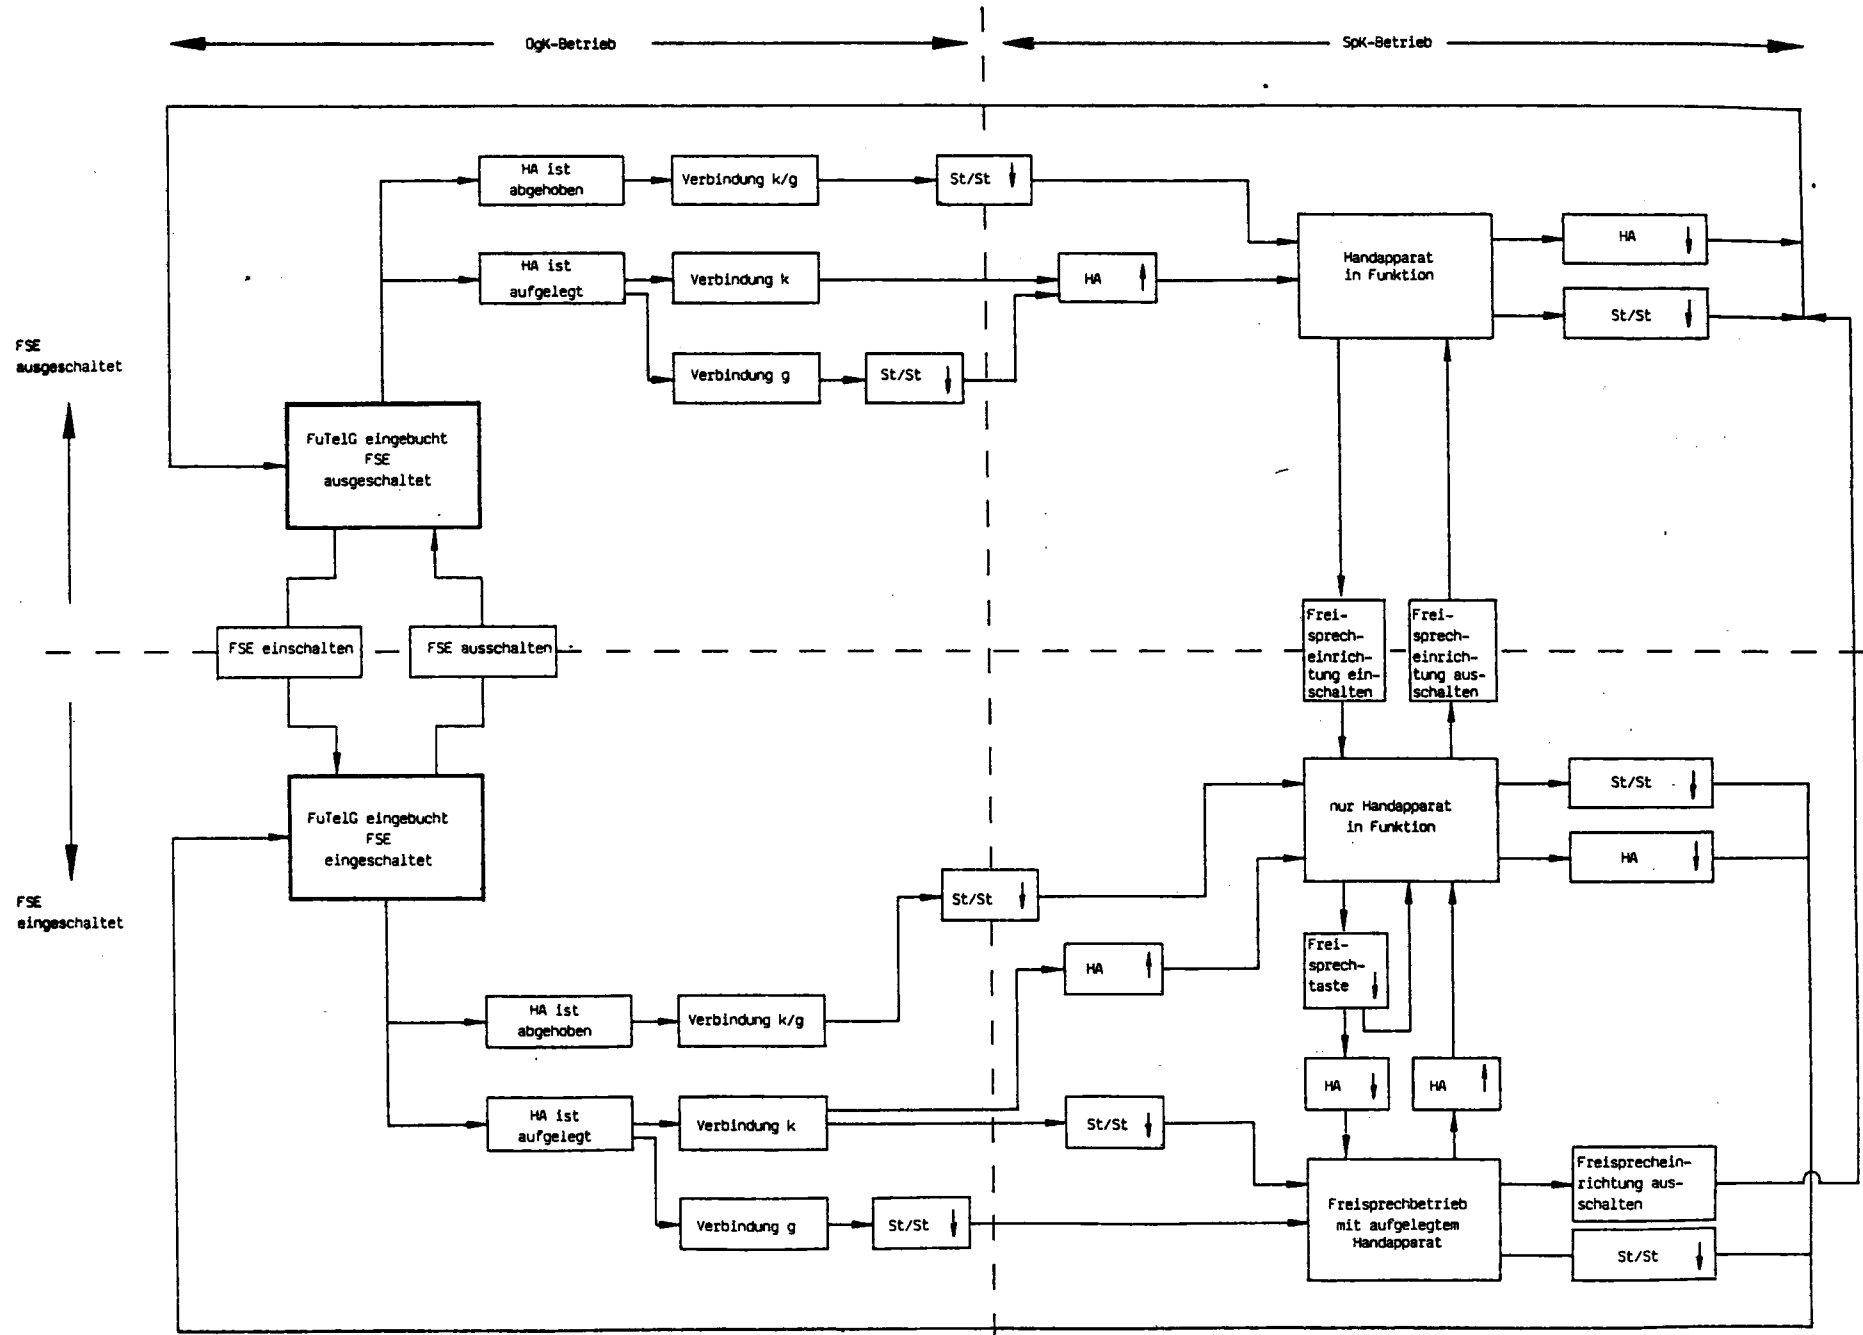 OgK-Betrieb
SpK-Betrieb
HA ist
abgehoben
Verbindung k/g
St/St
HA ist
aufgelegt
Verbindung k
HA
Verbindung g
St/St
Handapparat
in Funktion
HA
St/St
FSE
ausgeschaltet
FuTelG eingebucht
FSE
ausgeschaltet
FSE einschalten
FSE ausschalten
Frei-
sprech-
einrich-
tung ein-
schalten
Frei-
sprech-
einrich-
tung aus-
schalten
FuTelG eingebucht
FSE
eingeschaltet
FSE
eingeschaltet
nur Handapparat
in Funktion
St/St
HA
St/St
HA
Frei-
sprech-
taste
HA ist
abgehoben
Verbindung k/g
HA
HA
HA ist
aufgelegt
Verbindung k
St/St
Verbindung g
St/St
Freisprechbetrieb
mit aufgelegtem
Handapparat
Freisprechein-
richtung aus-
schalten
St/St